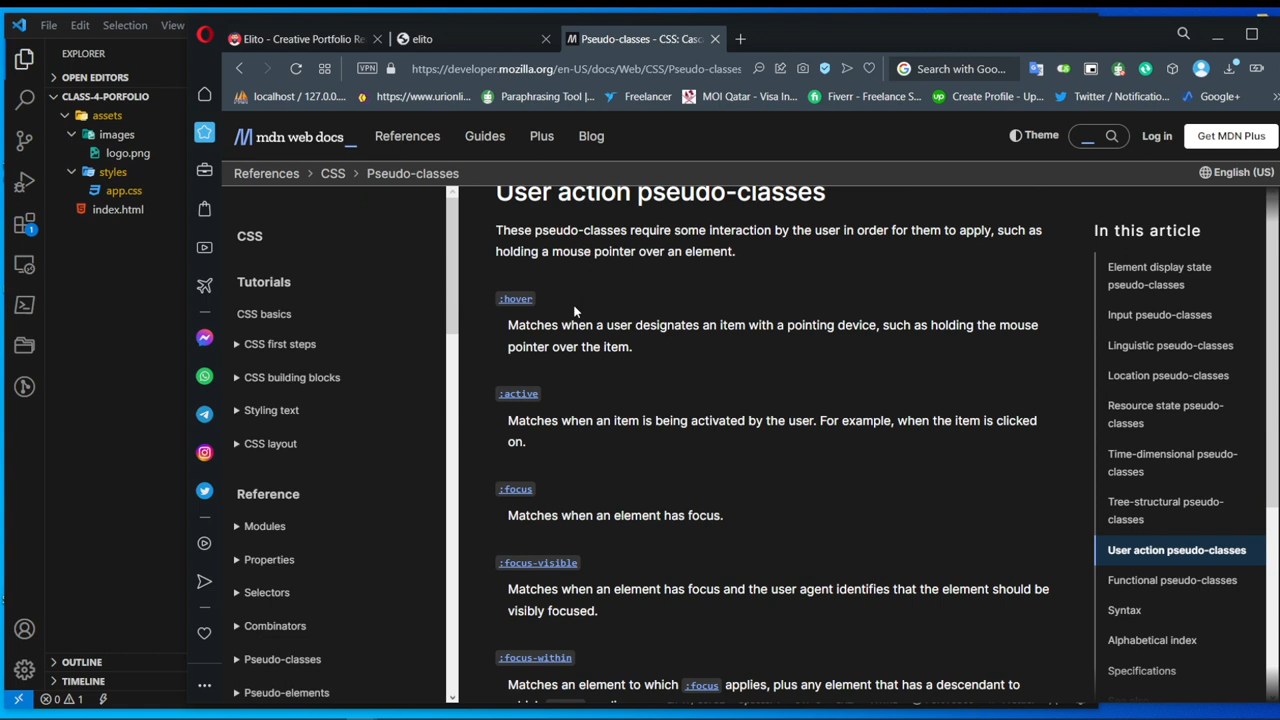 File Edit Selection View
EXPLORER
OPEN EDITORS
CLASS-4-PORFOLIO
assets
images
logo.png
styles
app.css
index.html
OUTLINE
TIMELINE
0 1
1
Elito - Creative Portfolio Re
elito
Pseudo-classes - CSS: Casc
VPN
https://developer.mozilla.org/en-US/docs/Web/CSS/Pseudo-classes
Search with Goo...
localhost / 127.0.0....
https://www.urionli...
Paraphrasing Tool |...
Freelancer
MOI Qatar - Visa In...
Fiverr - Freelance S...
Create Profile - Up...
Twitter / Notificatio...
Google+
mdn web docs
References
Guides
Plus
Blog
Theme
Log in
Get MDN Plus
References > CSS > Pseudo-classes
English (US)
CSS
Tutorials
CSS basics
CSS first steps
CSS building blocks
Styling text
CSS layout
Reference
Modules
Properties
Selectors
Combinators
Pseudo-classes
Pseudo-elements
User action pseudo-classes
These pseudo-classes require some interaction by the user in order for them to apply, such as
holding a mouse pointer over an element.
:hover
Matches when a user designates an item with a pointing device, such as holding the mouse
pointer over the item.
:active
Matches when an item is being activated by the user. For example, when the item is clicked
on.
:focus
Matches when an element has focus.
:focus-visible
Matches when an element has focus and the user agent identifies that the element should be
visibly focused.
:focus-within
Matches an element to which :focus applies, plus any element that has a descendant to
In this article
Element display state
pseudo-classes
Input pseudo-classes
Linguistic pseudo-classes
Location pseudo-classes
Resource state pseudo-
classes
Time-dimensional pseudo-
classes
Tree-structural pseudo-
classes
User action pseudo-classes
Functional pseudo-classes
Syntax
Alphabetical index
Specifications